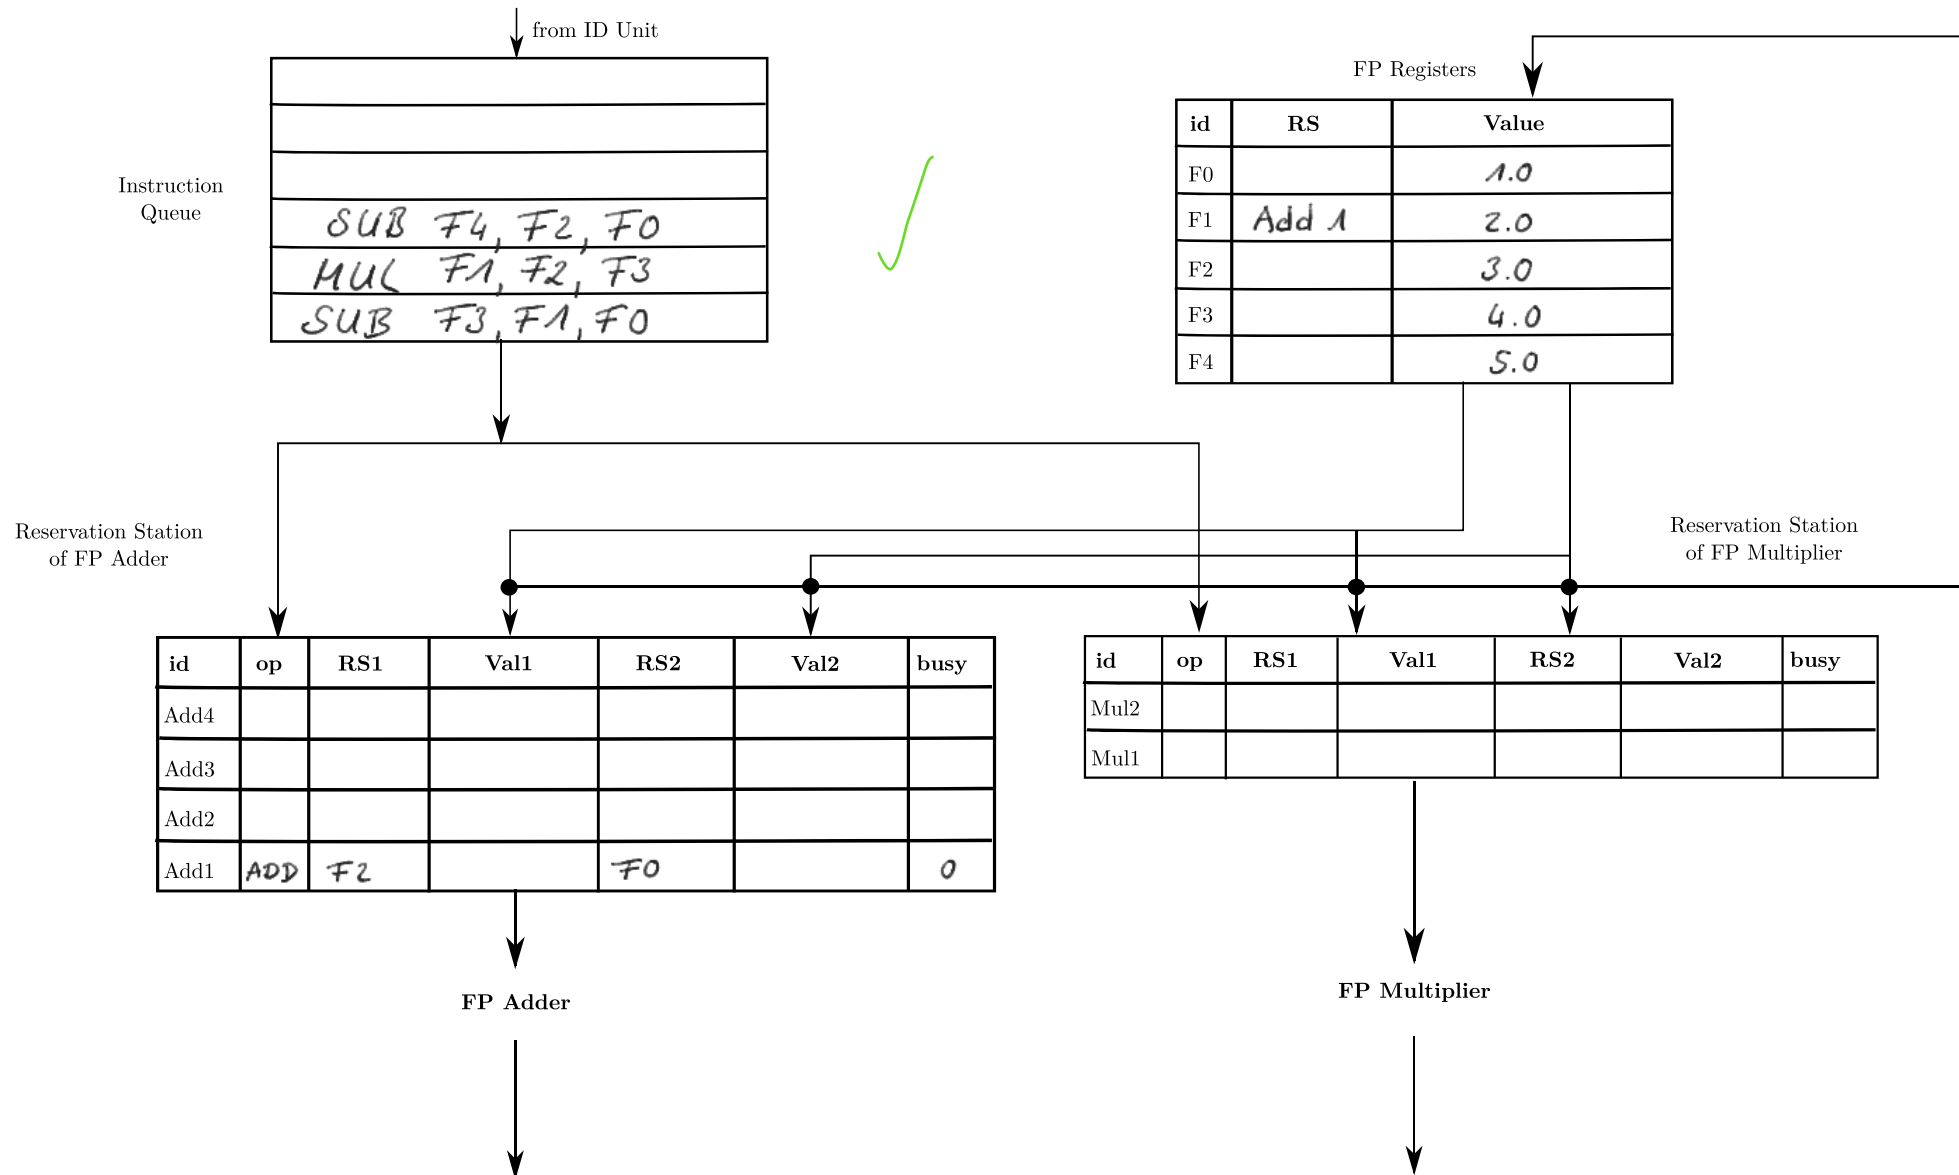 from ID Unit
Instruction
Queue
SUB F4, F2, F0
MUL F1, F2, F3
SUB F3, F1, F0
FP Registers
id RS Value
F0 1.0
F1 Add 1 2.0
F2 3.0
F3 4.0
F4 5.0
Reservation Station
of FP Adder
Reservation Station
of FP Multiplier
id op RS1 Val1 RS2 Val2 busy
Add4
Add3
Add2
Add1 ADD F2 F0 0
id op RS1 Val1 RS2 Val2 busy
Mul2
Mul1
FP Adder
FP Multiplier